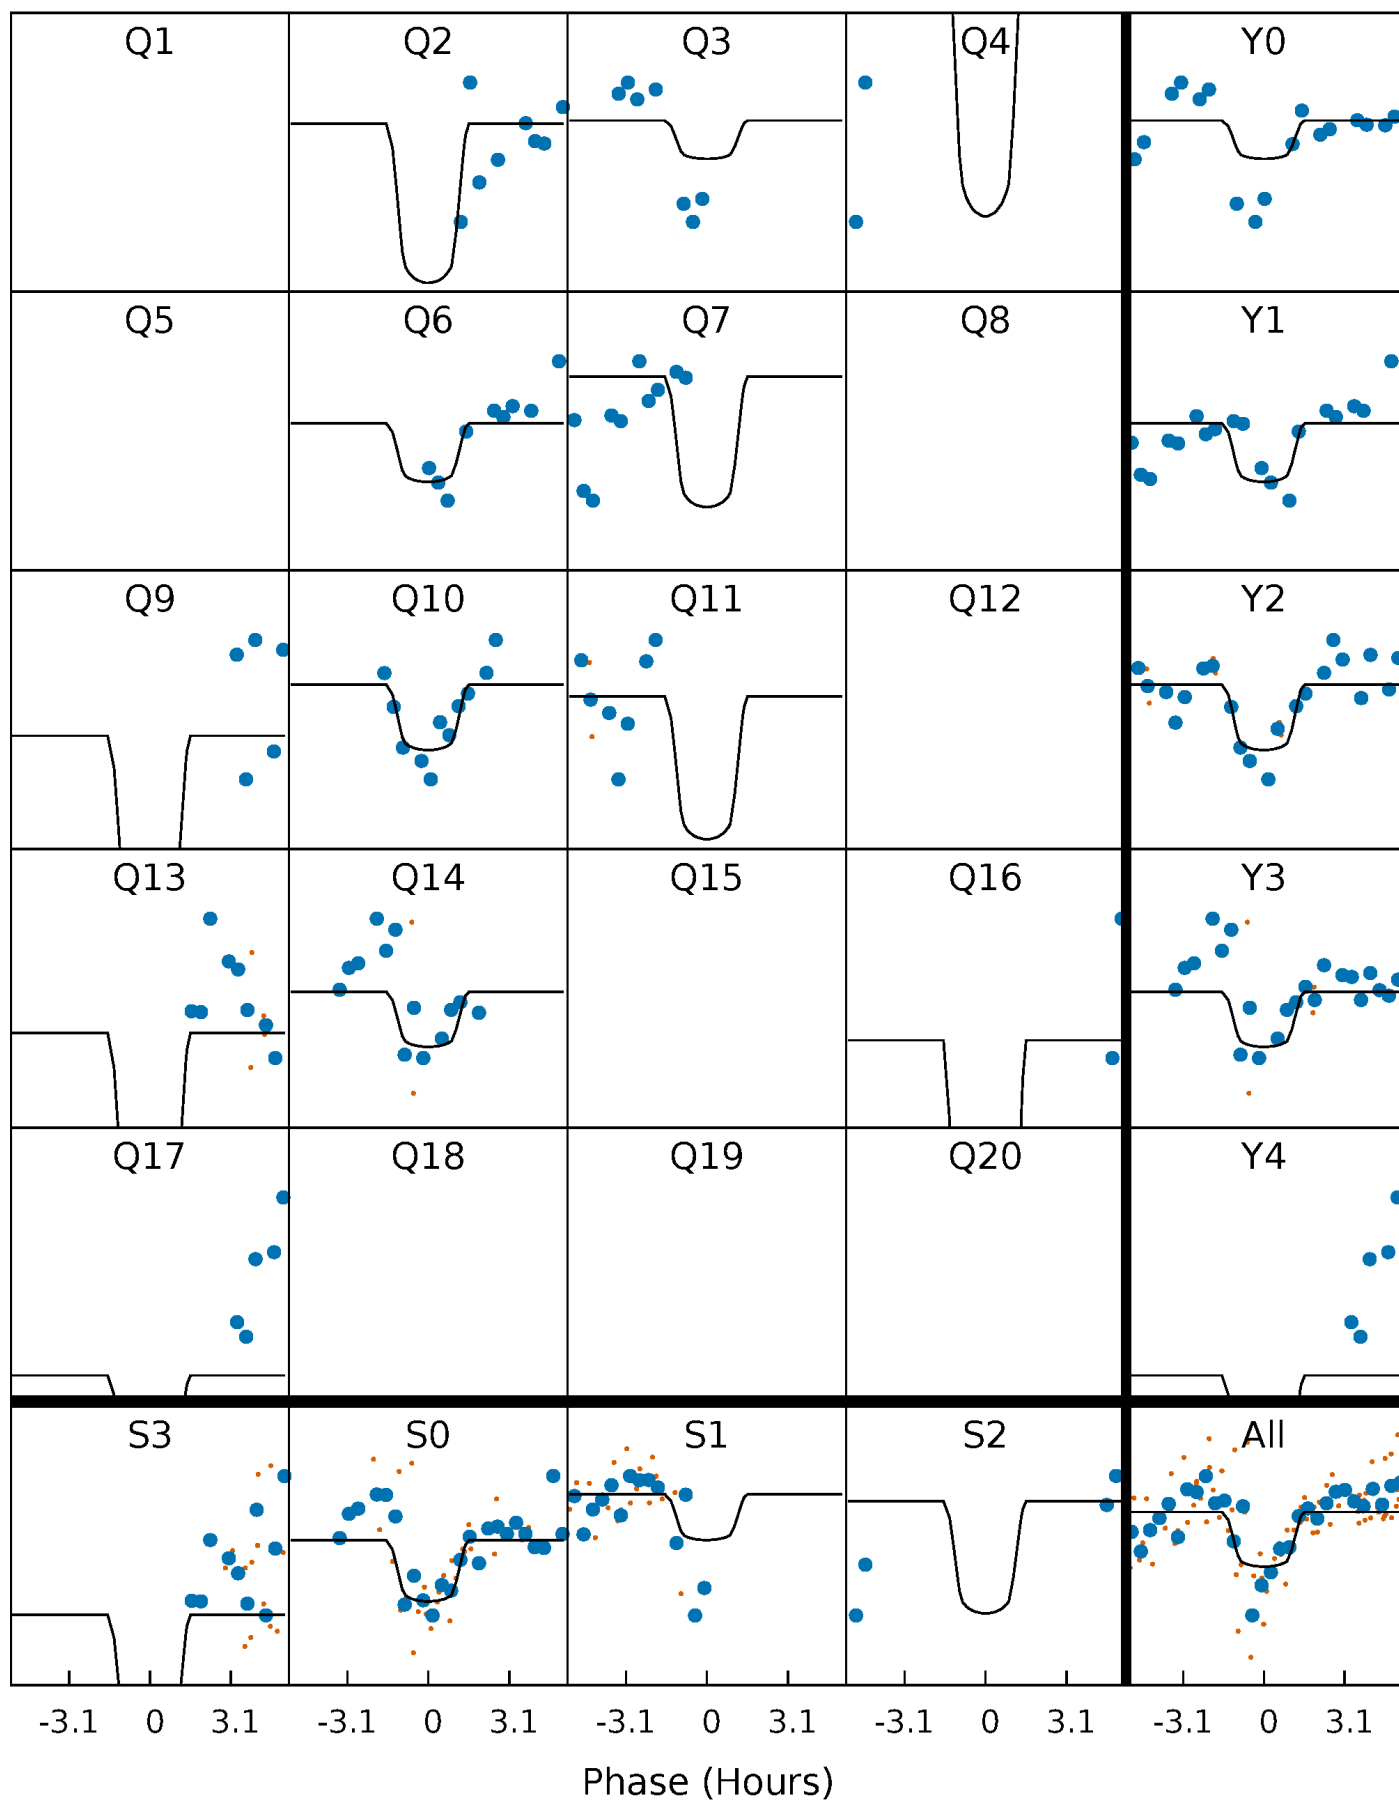 Q1 Q2 Q3 Q4 Y0
Q5 Q6 Q7 Q8 Y1
Q9 Q10 Q11 Q12 Y2
Q13 Q14 Q15 Q16 Y3
Q17 Q18 Q19 Q20 Y4
S3 S0 S1 S2 All
-3.1 0 3.1 -3.1 0 3.1 -3.1 0 3.1 -3.1 0 3.1 -3.1 0 3.1
Phase (Hours)